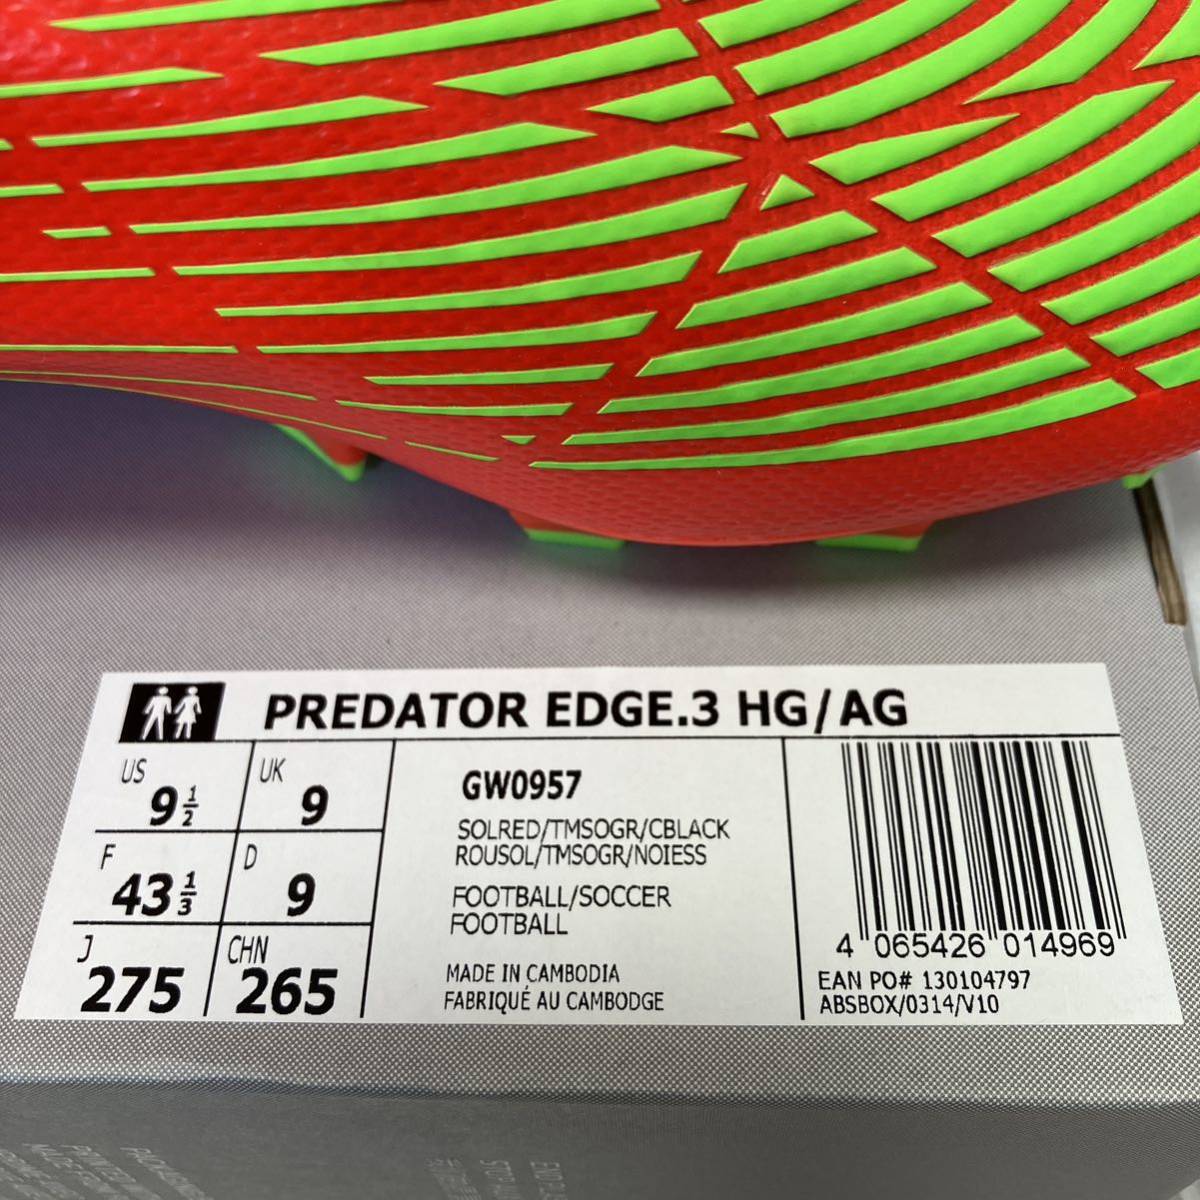 PREDATOR EDGE.3 HG/AG
US 9 1/2
UK 9
F 43 1/3
D 9
J 275
CHN 265
GW0957
SOLRED/TMSOGR/CBLACK
ROUSOL/TMSOGR/NOIESS
FOOTBALL/SOCCER
FOOTBALL
MADE IN CAMBODIA
FABRIQUÉ AU CAMBODGE
4 065426 014969
EAN PO# 130104797
ABSBOX/0314/V10